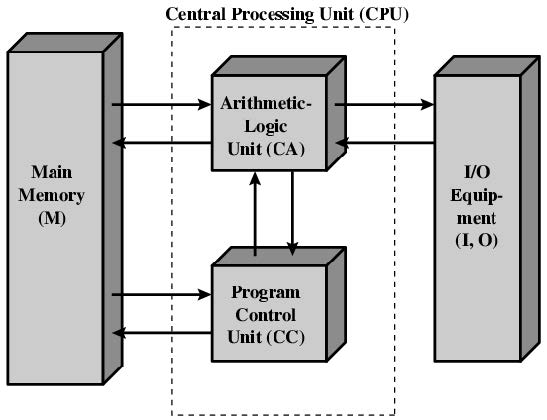 Central Processing Unit (CPU)
Main
Memory
(M)
Arithmetic-
Logic
Unit (CA)
Program
Control
Unit (CC)
I/O
Equip-
ment
(I, O)